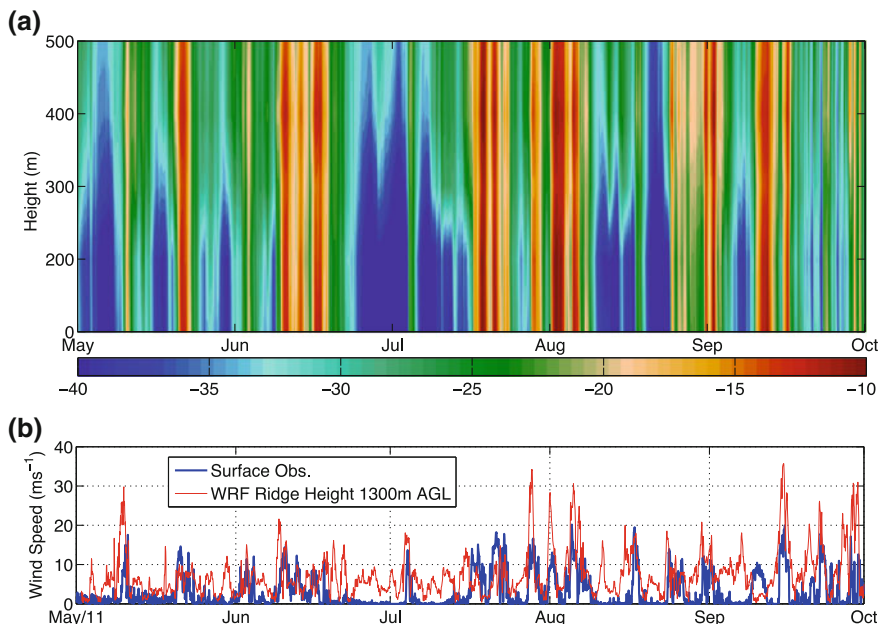 (a)
500
400
300
200
0
Height (m)
May Jun Jul Aug Sep Oct
−40 −35 −30 −25 −20 −15 −10
(b)
40
30
20
10
0
Wind Speed (ms⁻¹)
Surface Obs.
WRF Ridge Height 1300m AGL
May/11 Jun Jul Aug Sep Oct